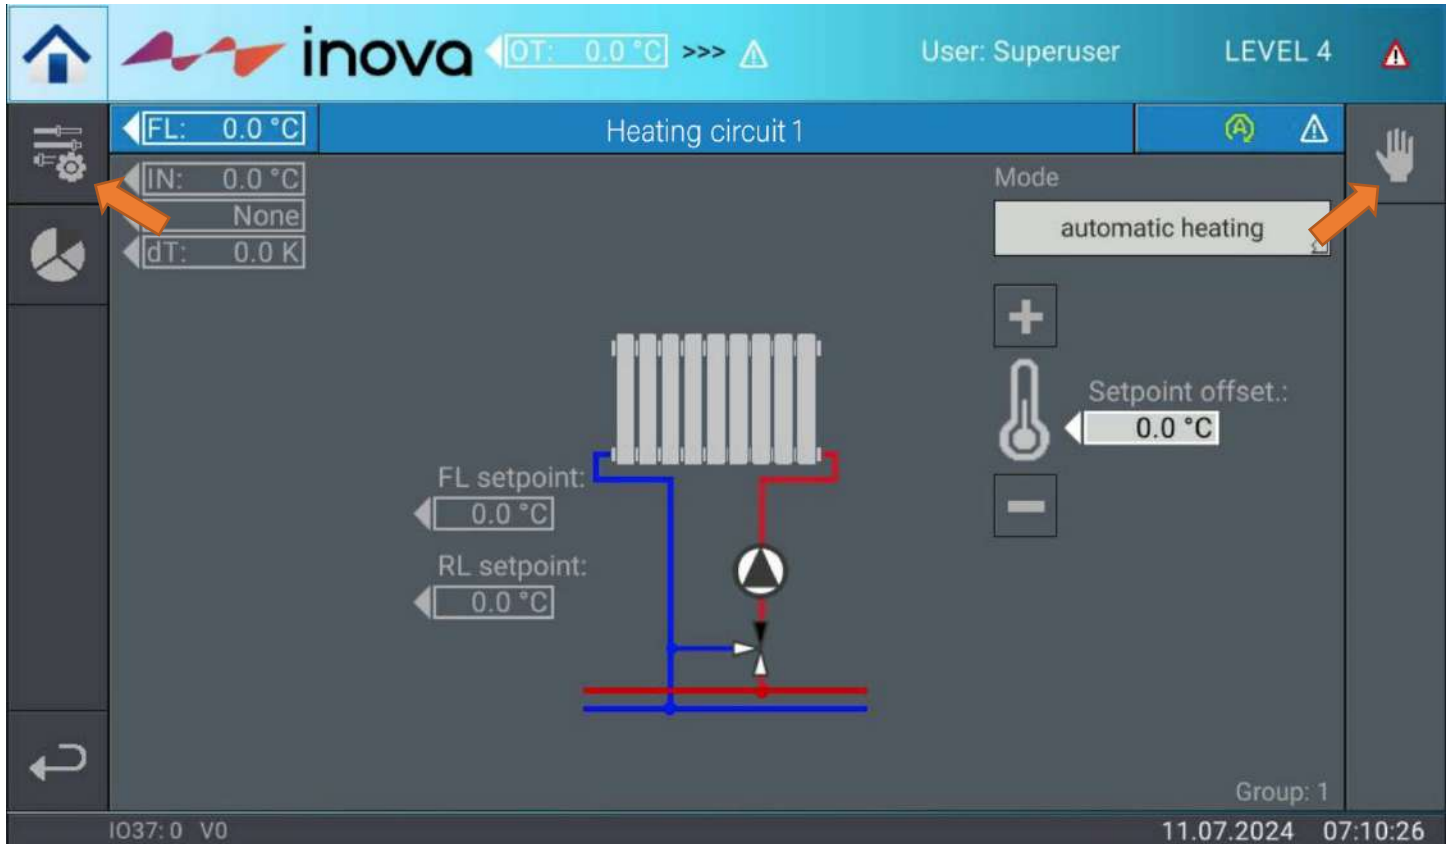 inova OT: 0.0 °C >>> User: Superuser LEVEL 4
FL: 0.0 °C Heating circuit 1 A
IN: 0.0 °C
None
dT: 0.0 K
Mode
automatic heating
Setpoint offset.:
0.0 °C
FL setpoint:
0.0 °C
RL setpoint:
0.0 °C
Group: 1
IO37: 0 V0 11.07.2024 07:10:26